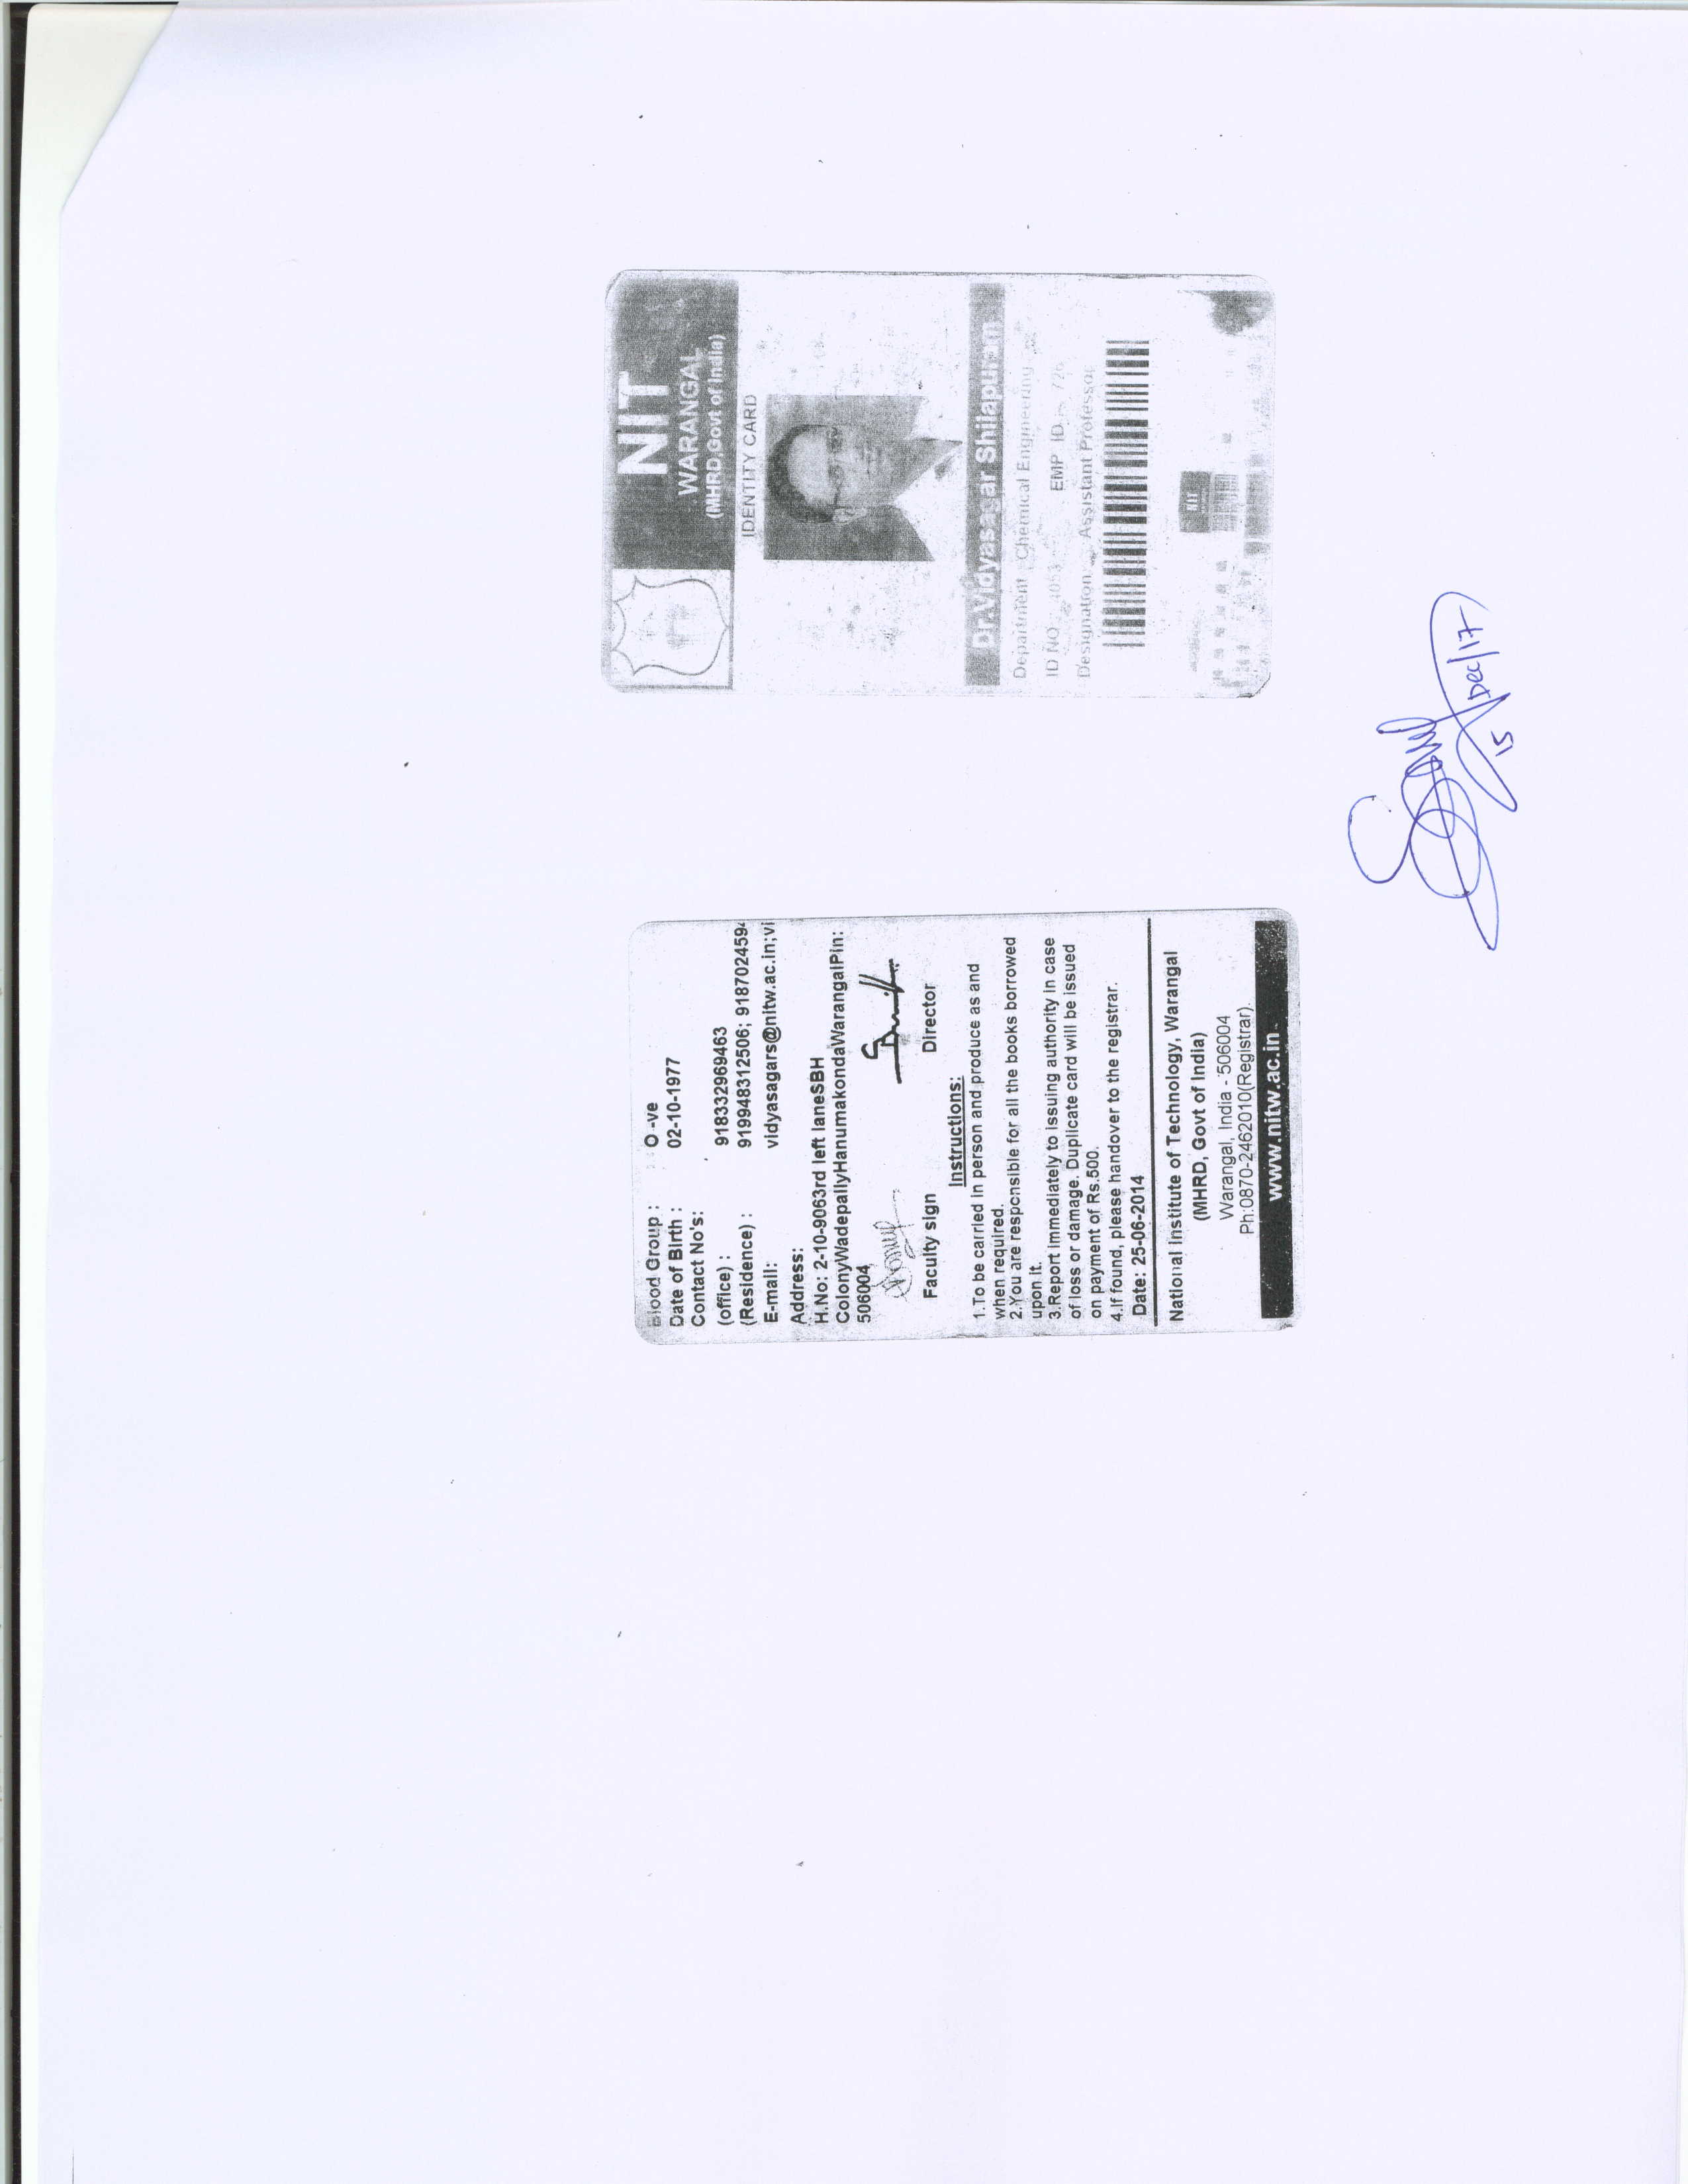 Blood Group : O -ve
Date of Birth : 02-10-1977
Contact No's:
(office) : 918332969463
(Residence) : 919948312506; 9187024594
E-mail: vidyasagars@nitw.ac.in;vi
Address:
H.No: 2-10-9063rd left laneSBH
ColonyWadepallyHanumakondaWarangalPin:
506004
Faculty sign Director
Instructions:
1.To be carried in person and produce as and
when required.
2.You are responsible for all the books borrowed
upon it.
3.Report immediately to issuing authority in case
of loss or damage. Duplicate card will be issued
on payment of Rs.500.
4.If found, please handover to the registrar.
Date: 25-06-2014
National Institute of Technology, Warangal
(MHRD, Govt of India)
Warangal, India - 506004
Ph:0870-2462010(Registrar)
www.nitw.ac.in
NIT
WARANGAL
(MHRD,Govt of India)
IDENTITY CARD
Dr.Vidyasagar Shilapuram
Department : Chemical Engineering
ID NO EMP ID
Designation Assistant Professor
NIT
15 Dec/17